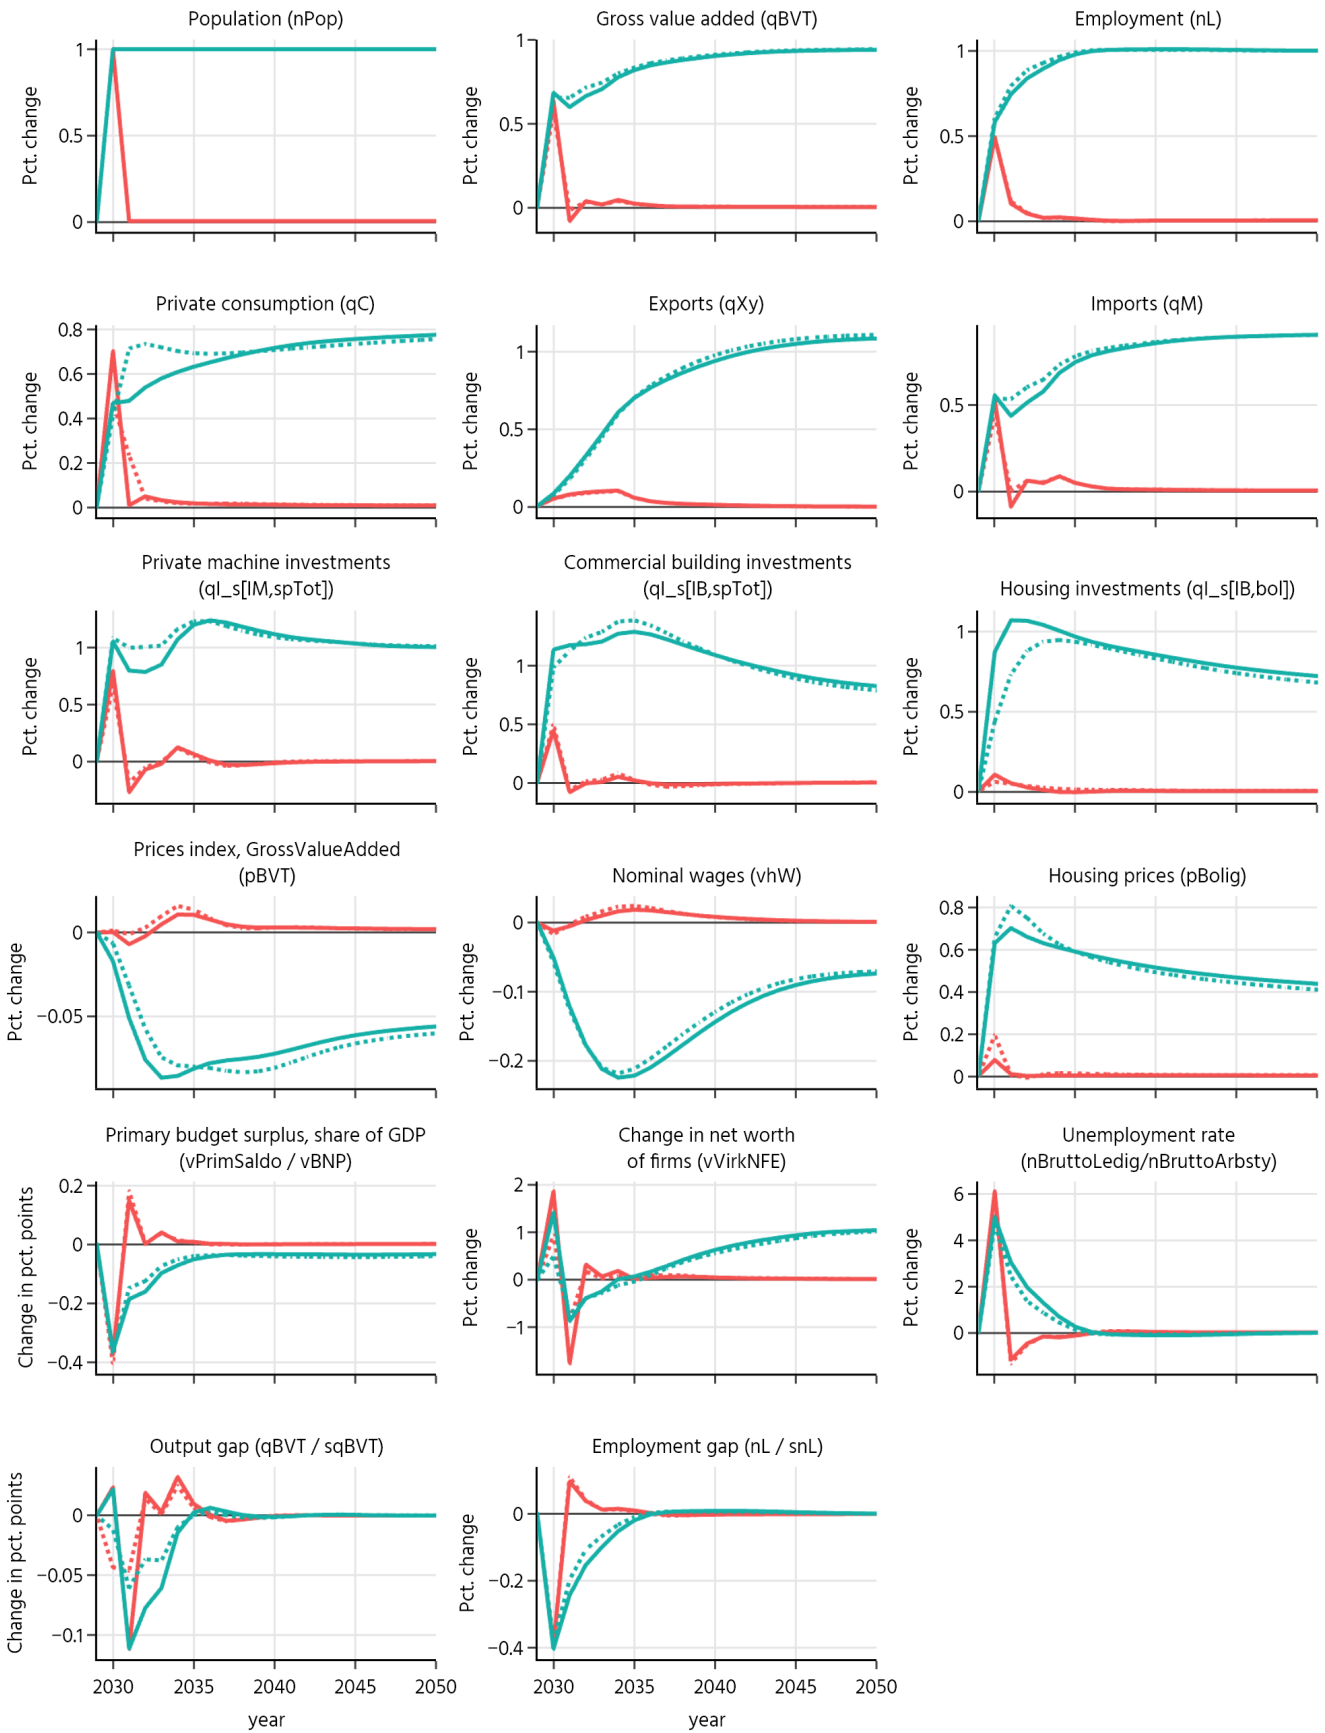 Population (nPop)
Pct. change
1
0.5
0
Gross value added (qBVT)
Pct. change
1
0.5
0
Employment (nL)
Pct. change
1
0.5
0
Private consumption (qC)
Pct. change
0.8
0.6
0.4
0.2
0
Exports (qXy)
Pct. change
1
0.5
0
Imports (qM)
Pct. change
0.5
0
Private machine investments
(qI_s[IM,spTot])
Pct. change
1
0.5
0
Commercial building investments
(qI_s[IB,spTot])
Pct. change
1
0.5
0
Housing investments (qI_s[IB,bol])
Pct. change
1
0.5
0
Prices index, GrossValueAdded
(pBVT)
Pct. change
0
−0.05
Nominal wages (vhW)
Pct. change
0
−0.1
−0.2
Housing prices (pBolig)
Pct. change
0.8
0.6
0.4
0.2
0
Primary budget surplus, share of GDP
(vPrimSaldo / vBNP)
Change in pct. points
0.2
0
−0.2
−0.4
Change in net worth
of firms (vVirkNFE)
Pct. change
2
1
0
−1
Unemployment rate
(nBruttoLedig/nBruttoArbsty)
Pct. change
6
4
2
0
Output gap (qBVT / sqBVT)
Change in pct. points
0
−0.05
−0.1
2030 2035 2040 2045 2050
year
Employment gap (nL / snL)
Pct. change
0
−0.2
−0.4
2030 2035 2040 2045 2050
year